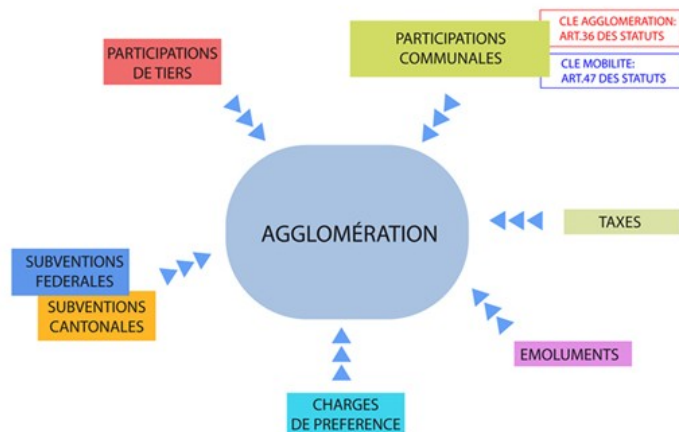 PARTICIPATIONS
DE TIERS
PARTICIPATIONS
COMMUNALES
CLE AGGLOMERATION:
ART.36 DES STATUTS
CLE MOBILITE:
ART.47 DES STATUTS
AGGLOMÉRATION
TAXES
SUBVENTIONS
FEDERALES
SUBVENTIONS
CANTONALES
EMOLUMENTS
CHARGES
DE PREFERENCE